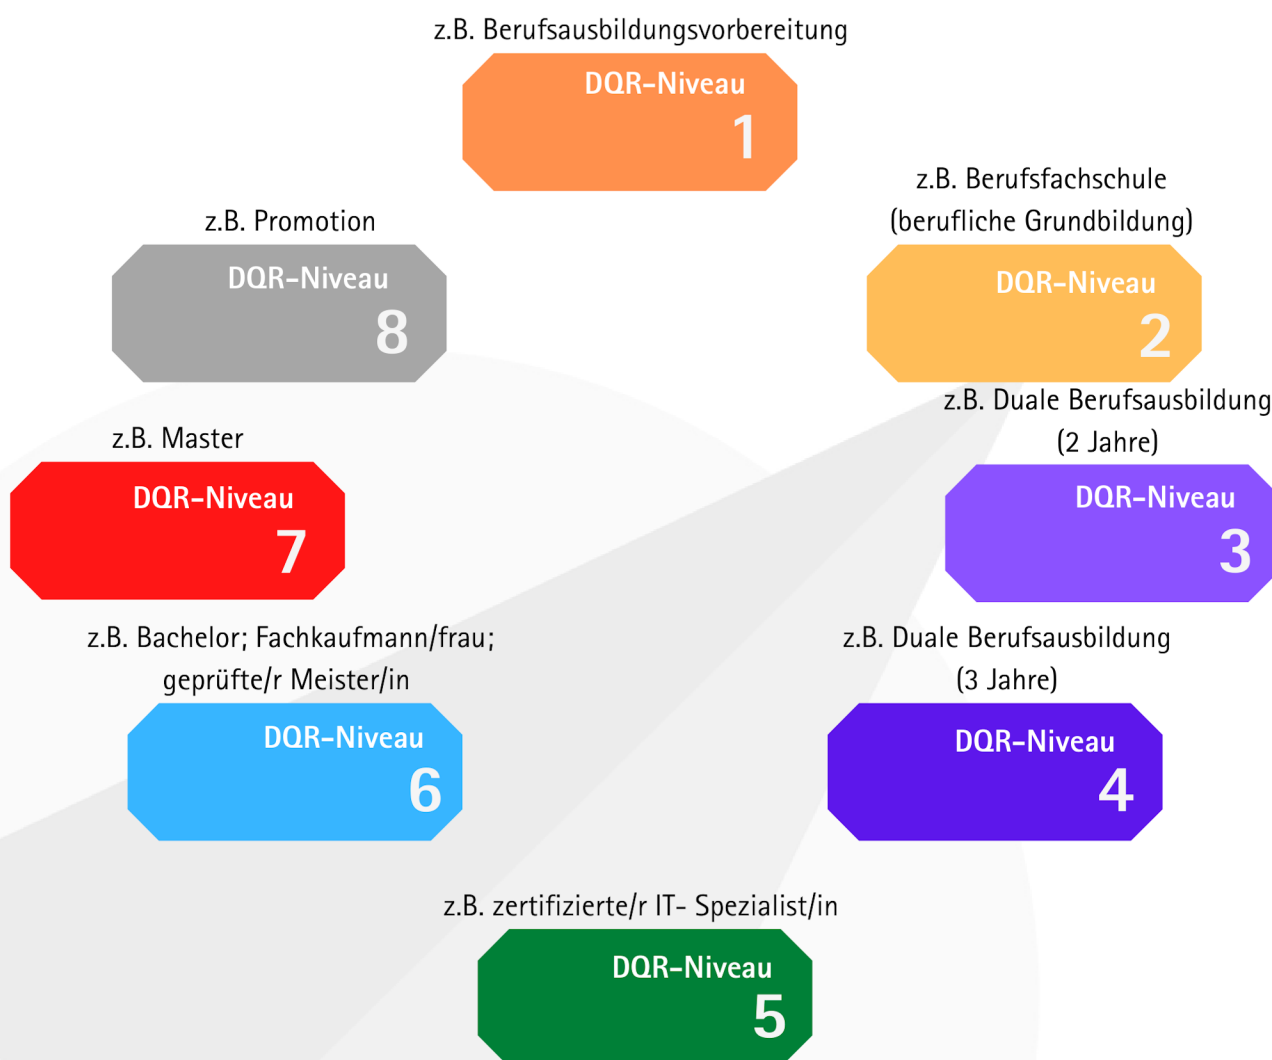 z.B. Berufsausbildungsvorbereitung
DQR-Niveau
1
z.B. Berufsfachschule
(berufliche Grundbildung)
DQR-Niveau
2
z.B. Duale Berufsausbildung
(2 Jahre)
DQR-Niveau
3
z.B. Duale Berufsausbildung
(3 Jahre)
DQR-Niveau
4
z.B. zertifizierte/r IT- Spezialist/in
DQR-Niveau
5
z.B. Bachelor; Fachkaufmann/frau;
geprüfte/r Meister/in
DQR-Niveau
6
z.B. Master
DQR-Niveau
7
z.B. Promotion
DQR-Niveau
8